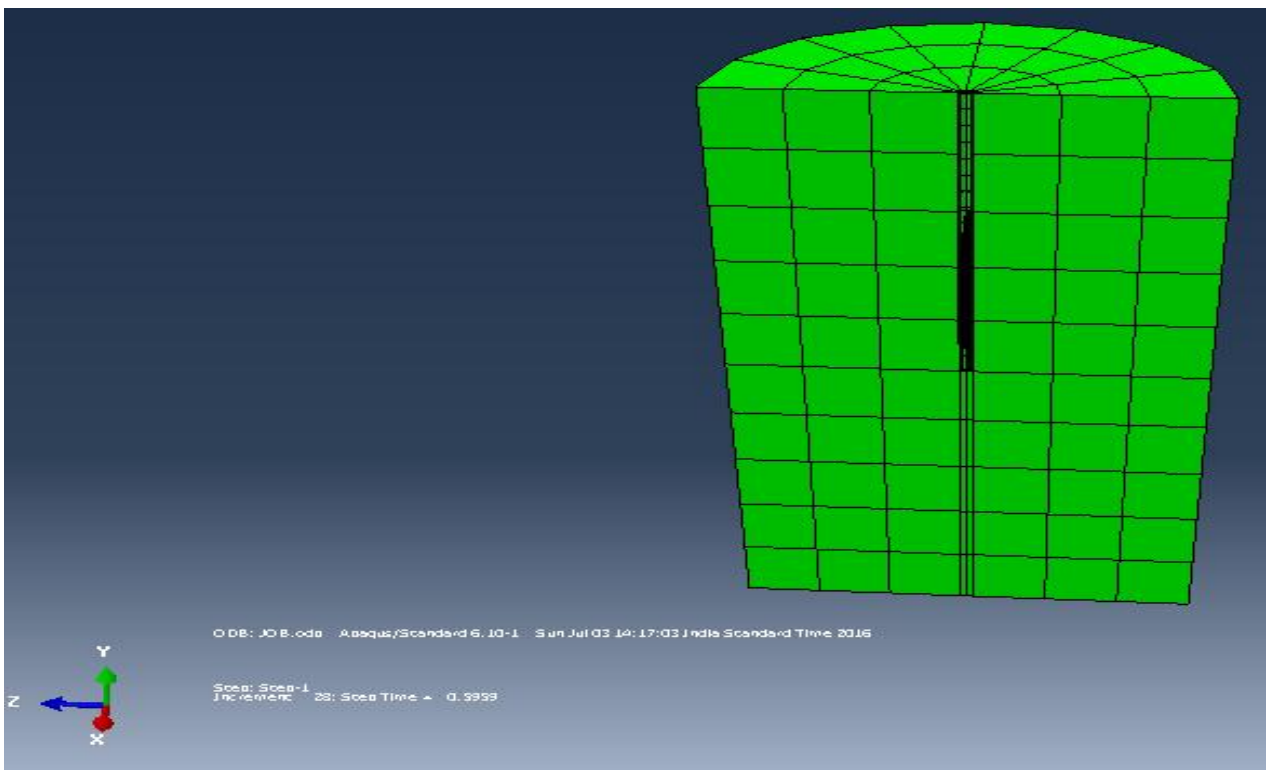 ODB: JOB.odb Abaqus/Standard 6.10-1 Sun Jul 03 14:17:03 India Standard Time 2016
Step: Step-1
Increment 28: Step Time = 0.3939
Y
Z
X